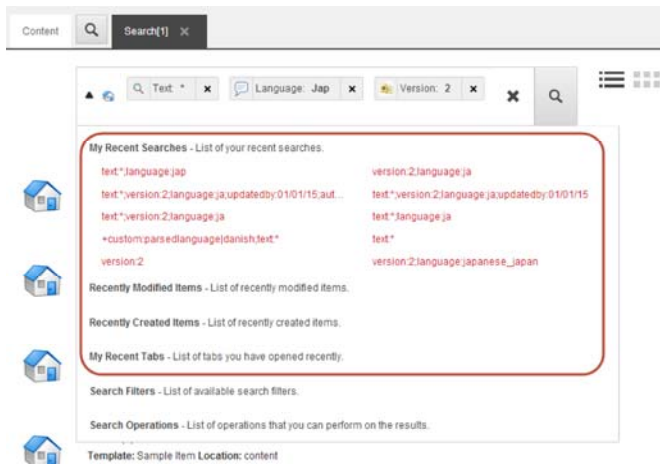 Content
Search[1]
Text: *
Language: Jap
Version: 2
My Recent Searches - List of your recent searches.
text:*;language:jap
version:2;language:ja
text:*;version:2;language:ja;updatedby:01/01/15;aut...
text:*;version:2;language:ja;updatedby:01/01/15
text:*;version:2;language:ja
text:*;language:ja
+custom:parsedlanguage|danish;text:*
text:*
version:2
version:2;language:japanese_japan
Recently Modified Items - List of recently modified items.
Recently Created Items - List of recently created items.
My Recent Tabs - List of tabs you have opened recently.
Search Filters - List of available search filters.
Search Operations - List of operations that you can perform on the results.
Template: Sample Item Location: content